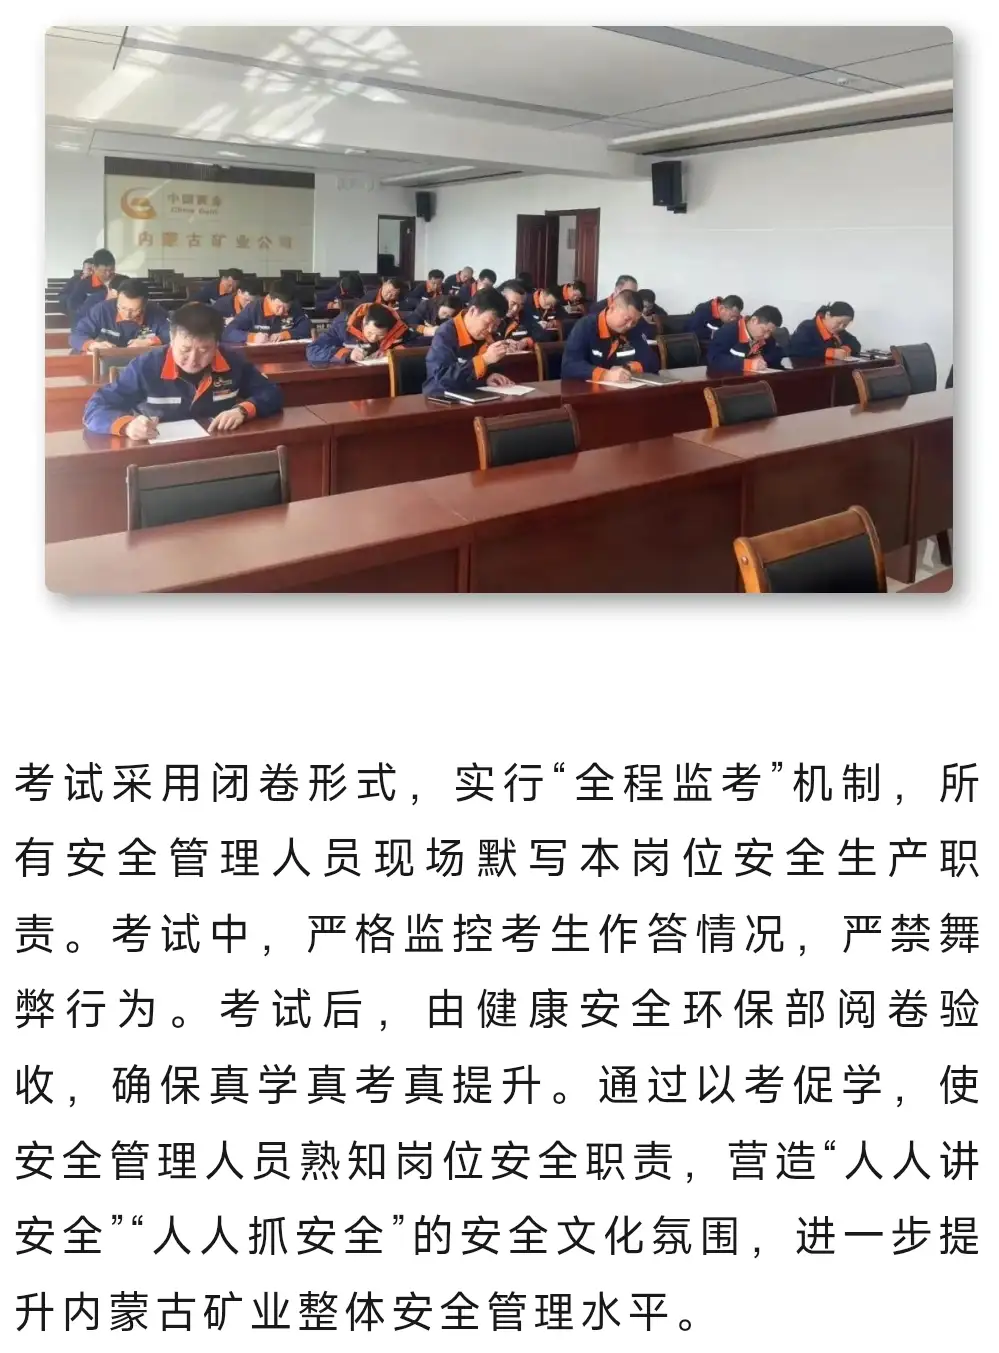 中国黄金
China Gold
内蒙古矿业公司
考试采用闭卷形式，实行“全程监考”机制，所
有安全管理人员现场默写本岗位安全生产职
责。考试中，严格监控考生作答情况，严禁舞
弊行为。考试后，由健康安全环保部阅卷验
收，确保真学真考真提升。通过以考促学，使
安全管理人员熟知岗位安全职责，营造“人人讲
安全”“人人抓安全”的安全文化氛围，进一步提
升内蒙古矿业整体安全管理水平。